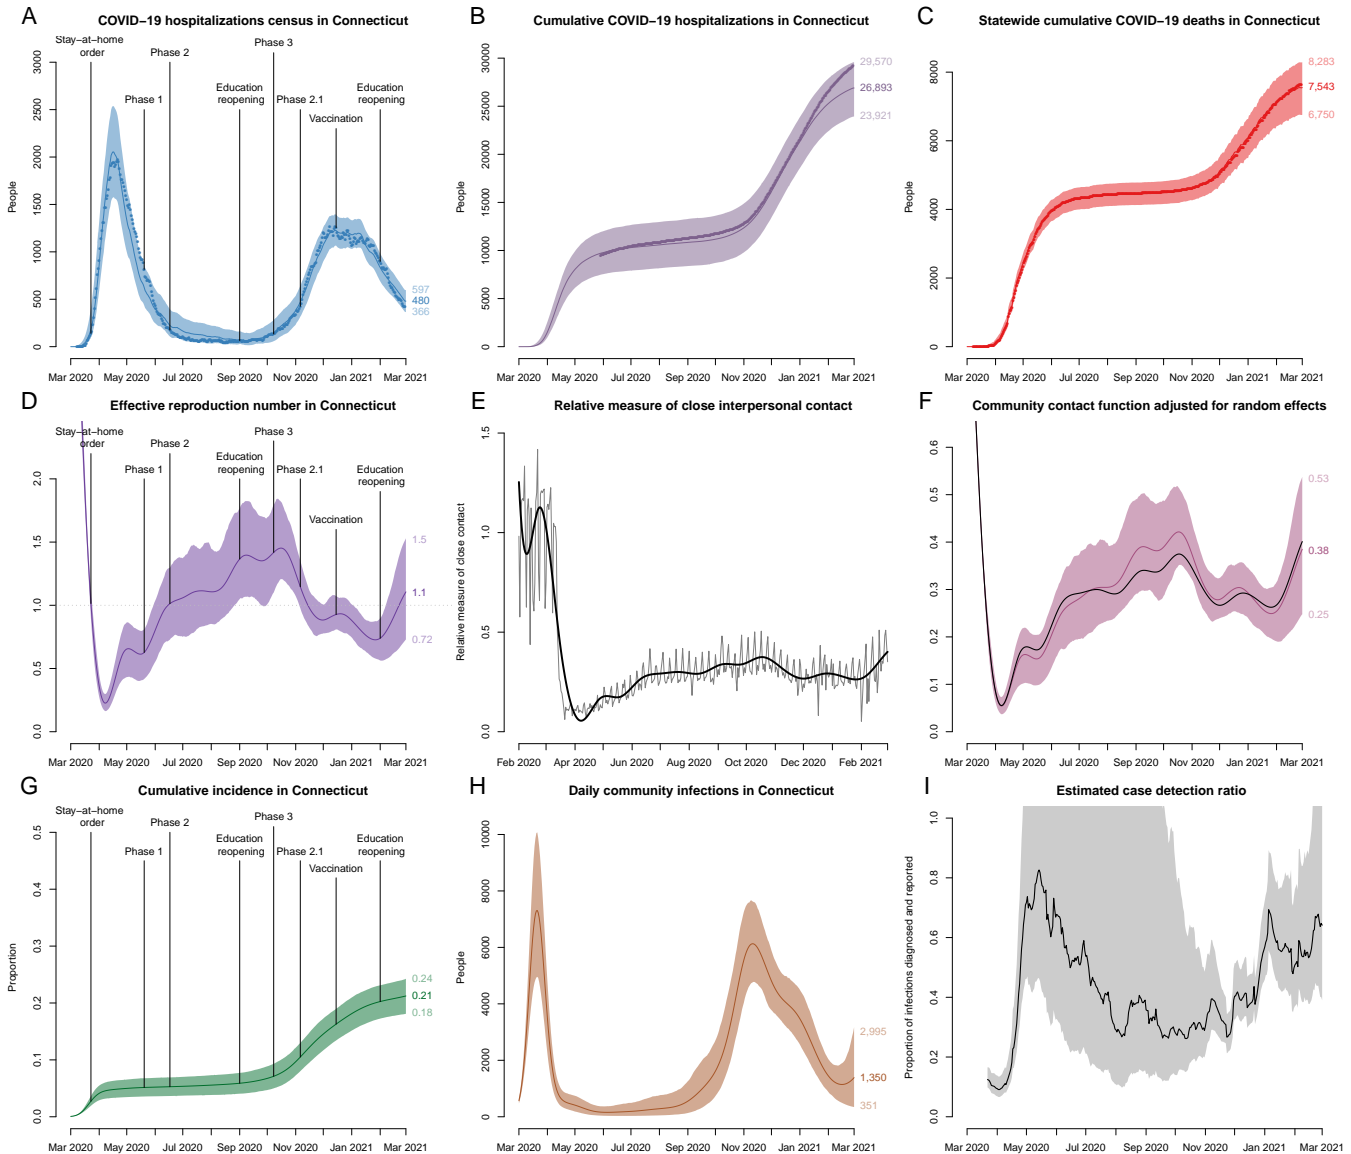 A
COVID−19 hospitalizations census in Connecticut
Stay−at−home
order
Phase 1
Phase 2
Education
reopening
Phase 3
Phase 2.1
Vaccination
Education
reopening
People
3000
2500
2000
1500
1000
500
0
597
480
366
Mar 2020 May 2020 Jul 2020 Sep 2020 Nov 2020 Jan 2021 Mar 2021
B
Cumulative COVID−19 hospitalizations in Connecticut
People
30000
25000
20000
15000
10000
5000
0
29,570
26,893
23,921
Mar 2020 May 2020 Jul 2020 Sep 2020 Nov 2020 Jan 2021 Mar 2021
C
Statewide cumulative COVID−19 deaths in Connecticut
People
8000
6000
4000
2000
0
8,283
7,543
6,750
Mar 2020 May 2020 Jul 2020 Sep 2020 Nov 2020 Jan 2021 Mar 2021
D
Effective reproduction number in Connecticut
Stay−at−home
order
Phase 1
Phase 2
Education
reopening
Phase 3
Phase 2.1
Vaccination
Education
reopening
2.0
1.5
1.0
0.5
0.0
1.5
1.1
0.72
Mar 2020 May 2020 Jul 2020 Sep 2020 Nov 2020 Jan 2021 Mar 2021
E
Relative measure of close interpersonal contact
Relative measure of close contact
1.5
1.0
0.5
0.0
Feb 2020 Apr 2020 Jun 2020 Aug 2020 Oct 2020 Dec 2020 Feb 2021
F
Community contact function adjusted for random effects
0.6
0.5
0.4
0.3
0.2
0.1
0.0
0.53
0.38
0.25
Mar 2020 May 2020 Jul 2020 Sep 2020 Nov 2020 Jan 2021 Mar 2021
G
Cumulative incidence in Connecticut
Stay−at−home
order
Phase 1
Phase 2
Education
reopening
Phase 3
Phase 2.1
Vaccination
Education
reopening
Proportion
0.5
0.4
0.3
0.2
0.1
0.0
0.24
0.21
0.18
Mar 2020 May 2020 Jul 2020 Sep 2020 Nov 2020 Jan 2021 Mar 2021
H
Daily community infections in Connecticut
People
10000
8000
6000
4000
2000
0
2,995
1,350
351
Mar 2020 May 2020 Jul 2020 Sep 2020 Nov 2020 Jan 2021 Mar 2021
I
Estimated case detection ratio
Proportion of infections diagnosed and reported
1.0
0.8
0.6
0.4
0.2
0.0
Mar 2020 May 2020 Jul 2020 Sep 2020 Nov 2020 Jan 2021 Mar 2021